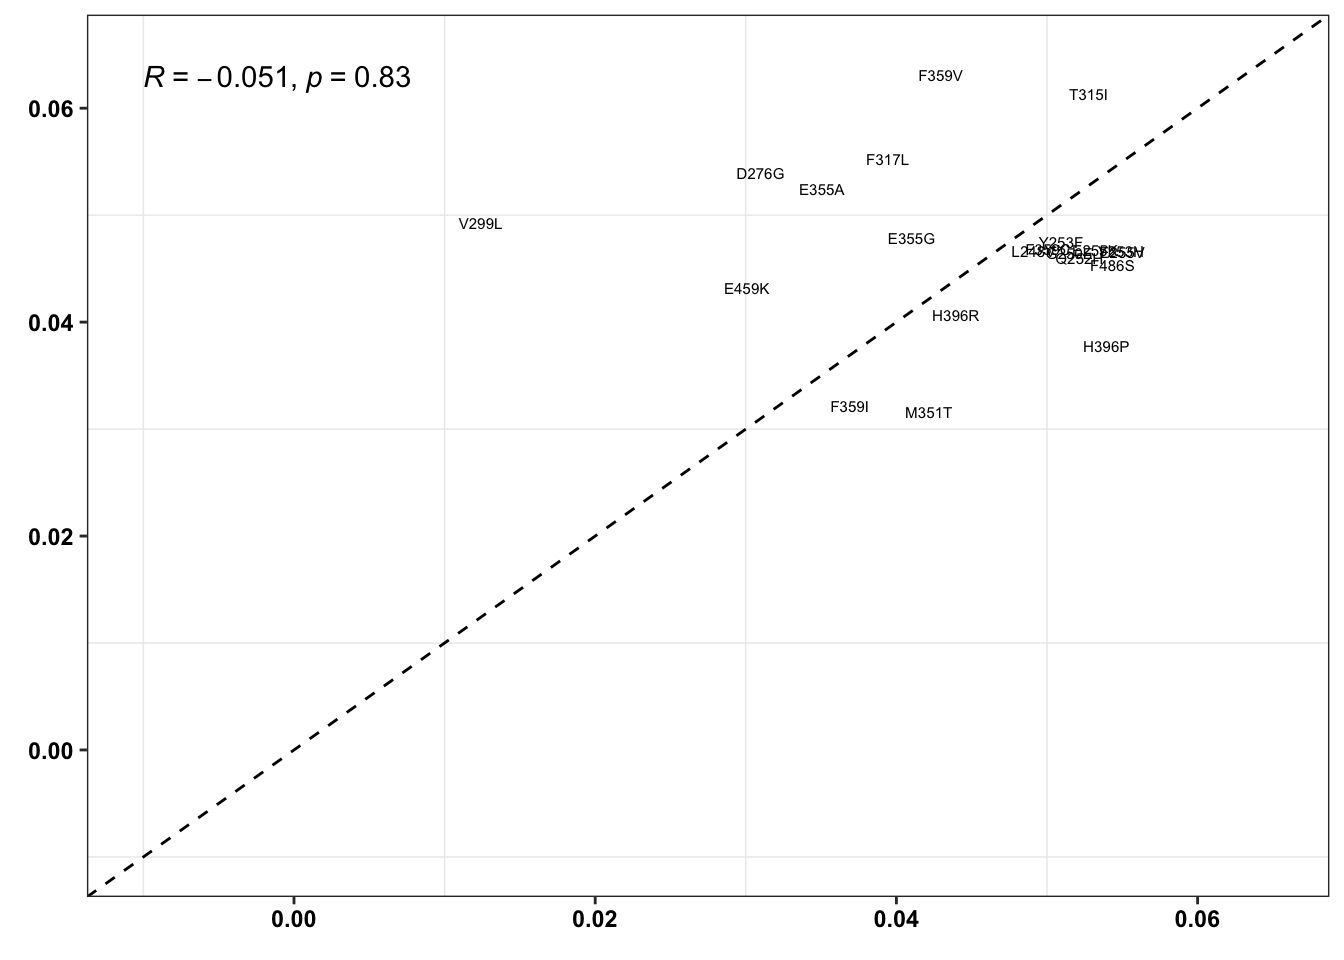 R = −0.051, p = 0.83
F359V
0.06
T315I
F317L
D276G
E355A
V299L
E355G
Y253F
F486S
E459K
0.04
H396R
H396P
F359I
M351T
0.02
0.00
0.00 0.02 0.04 0.06